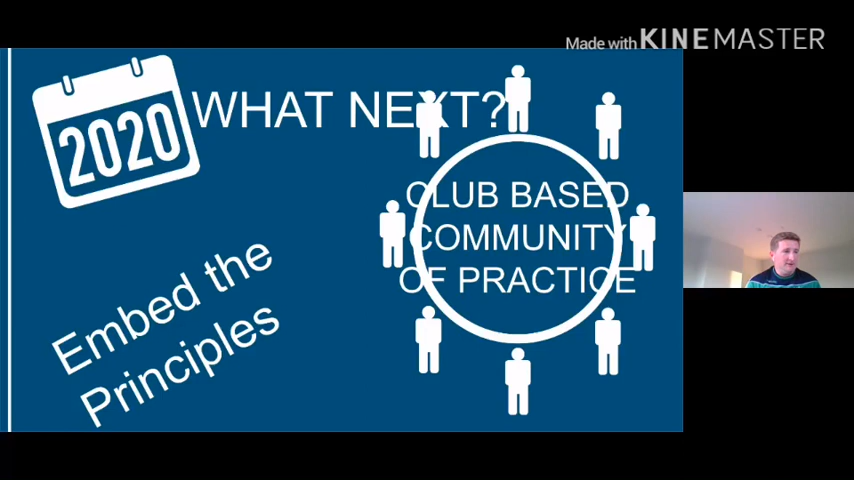 Made with KINEMASTER
2020
WHAT NEXT?
CLUB BASED
COMMUNITY
OF PRACTICE
Embed the
Principles